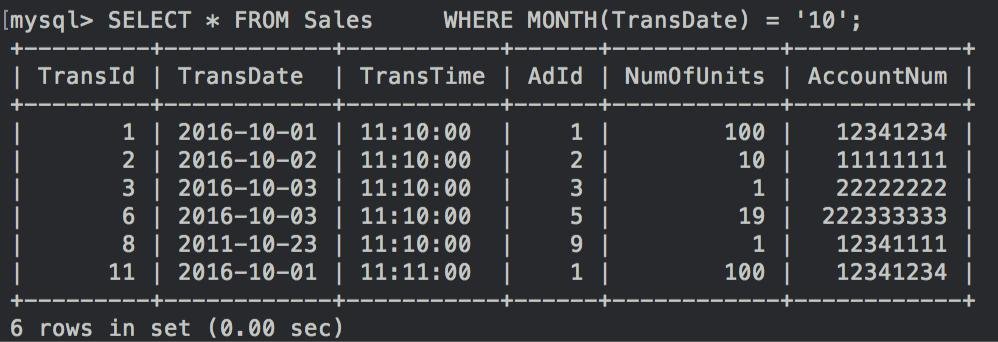 [mysql> SELECT * FROM Sales     WHERE MONTH(TransDate) = '10';
+---------+------------+-----------+------+------------+------------+
| TransId | TransDate  | TransTime | AdId | NumOfUnits | AccountNum |
+---------+------------+-----------+------+------------+------------+
|       1 | 2016-10-01 | 11:10:00  |    1 |        100 |   12341234 |
|       2 | 2016-10-02 | 11:10:00  |    2 |         10 |   11111111 |
|       3 | 2016-10-03 | 11:10:00  |    3 |          1 |   22222222 |
|       6 | 2016-10-03 | 11:10:00  |    5 |         19 |  222333333 |
|       8 | 2011-10-23 | 11:10:00  |    9 |          1 |   12341111 |
|      11 | 2016-10-01 | 11:11:00  |    1 |        100 |   12341234 |
+---------+------------+-----------+------+------------+------------+
6 rows in set (0.00 sec)